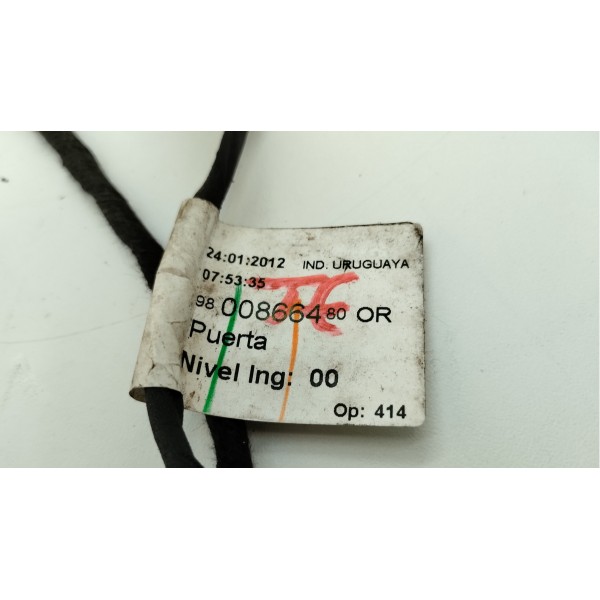 24:01:2012 IND. URUGUAYA
07:53:35
98 008664 80 OR
Puerta
Nivel Ing: 00
Op: 414